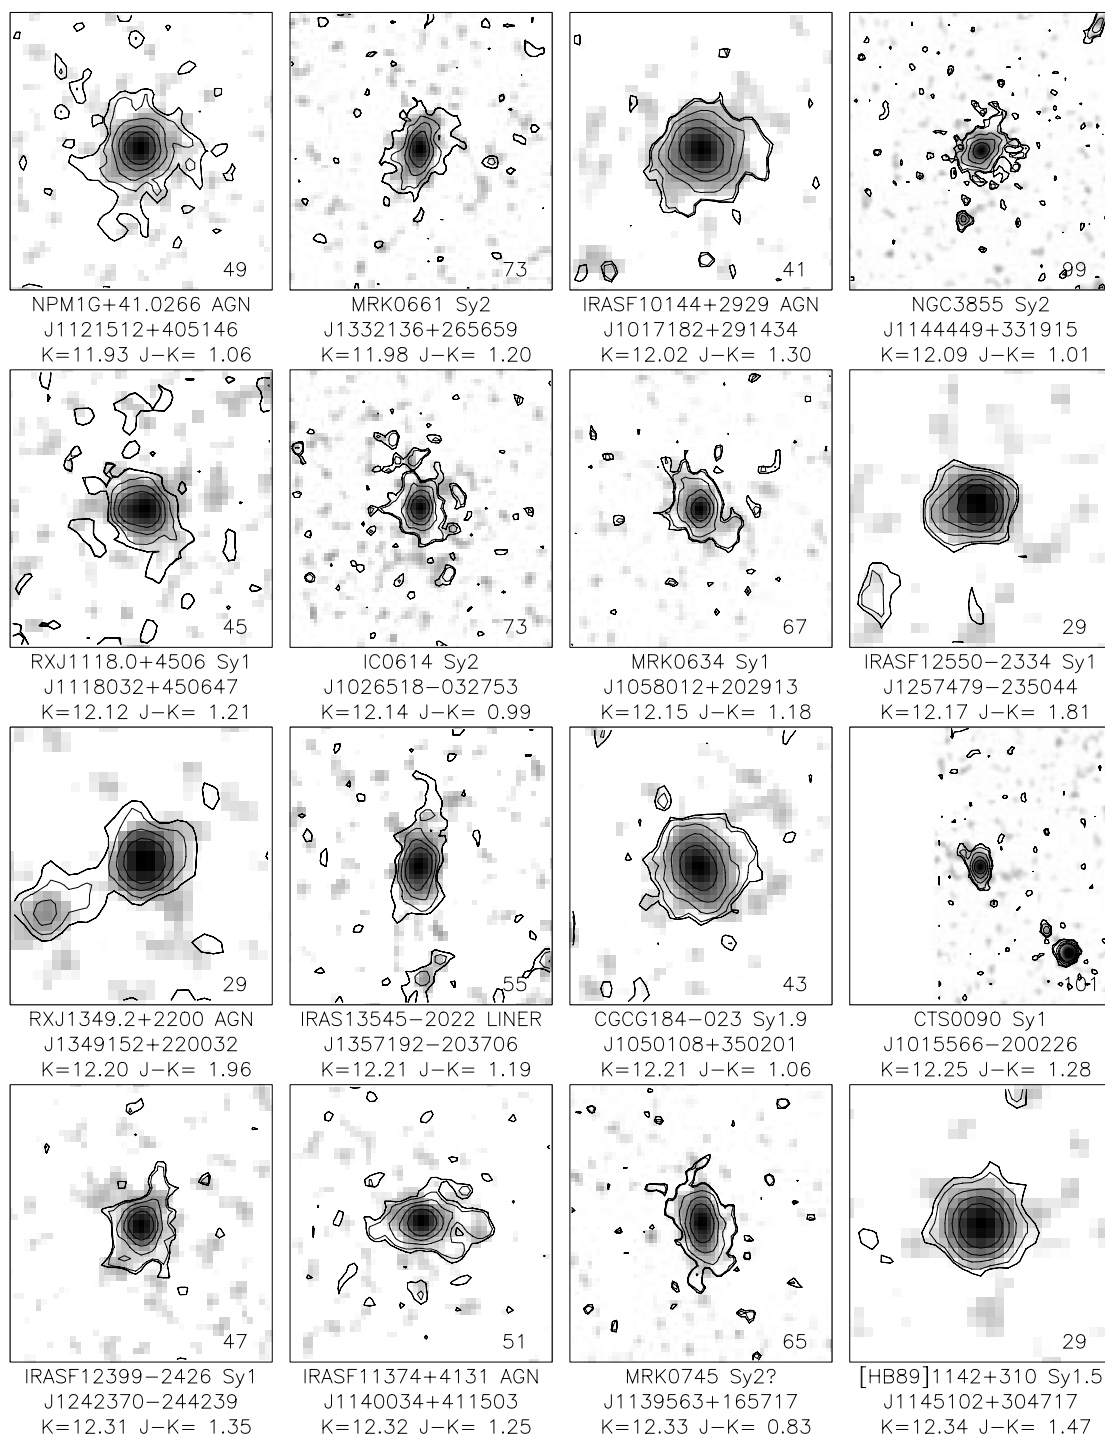 49
NPM1G+41.0266 AGN
J1121512+405146
K=11.93 J-K= 1.06
73
MRK0661 Sy2
J1332136+265659
K=11.98 J-K= 1.20
41
IRASF10144+2929 AGN
J1017182+291434
K=12.02 J-K= 1.30
99
NGC3855 Sy2
J1144449+331915
K=12.09 J-K= 1.01
45
RXJ1118.0+4506 Sy1
J1118032+450647
K=12.12 J-K= 1.21
73
IC0614 Sy2
J1026518-032753
K=12.14 J-K= 0.99
67
MRK0634 Sy1
J1058012+202913
K=12.15 J-K= 1.18
29
IRASF12550-2334 Sy1
J1257479-235044
K=12.17 J-K= 1.81
29
RXJ1349.2+2200 AGN
J1349152+220032
K=12.20 J-K= 1.96
55
IRAS13545-2022 LINER
J1357192-203706
K=12.21 J-K= 1.19
43
CGCG184-023 Sy1.9
J1050108+350201
K=12.21 J-K= 1.06
101
CTS0090 Sy1
J1015566-200226
K=12.25 J-K= 1.28
47
IRASF12399-2426 Sy1
J1242370-244239
K=12.31 J-K= 1.35
51
IRASF11374+4131 AGN
J1140034+411503
K=12.32 J-K= 1.25
65
MRK0745 Sy2?
J1139563+165717
K=12.33 J-K= 0.83
29
[HB89]1142+310 Sy1.5
J1145102+304717
K=12.34 J-K= 1.47